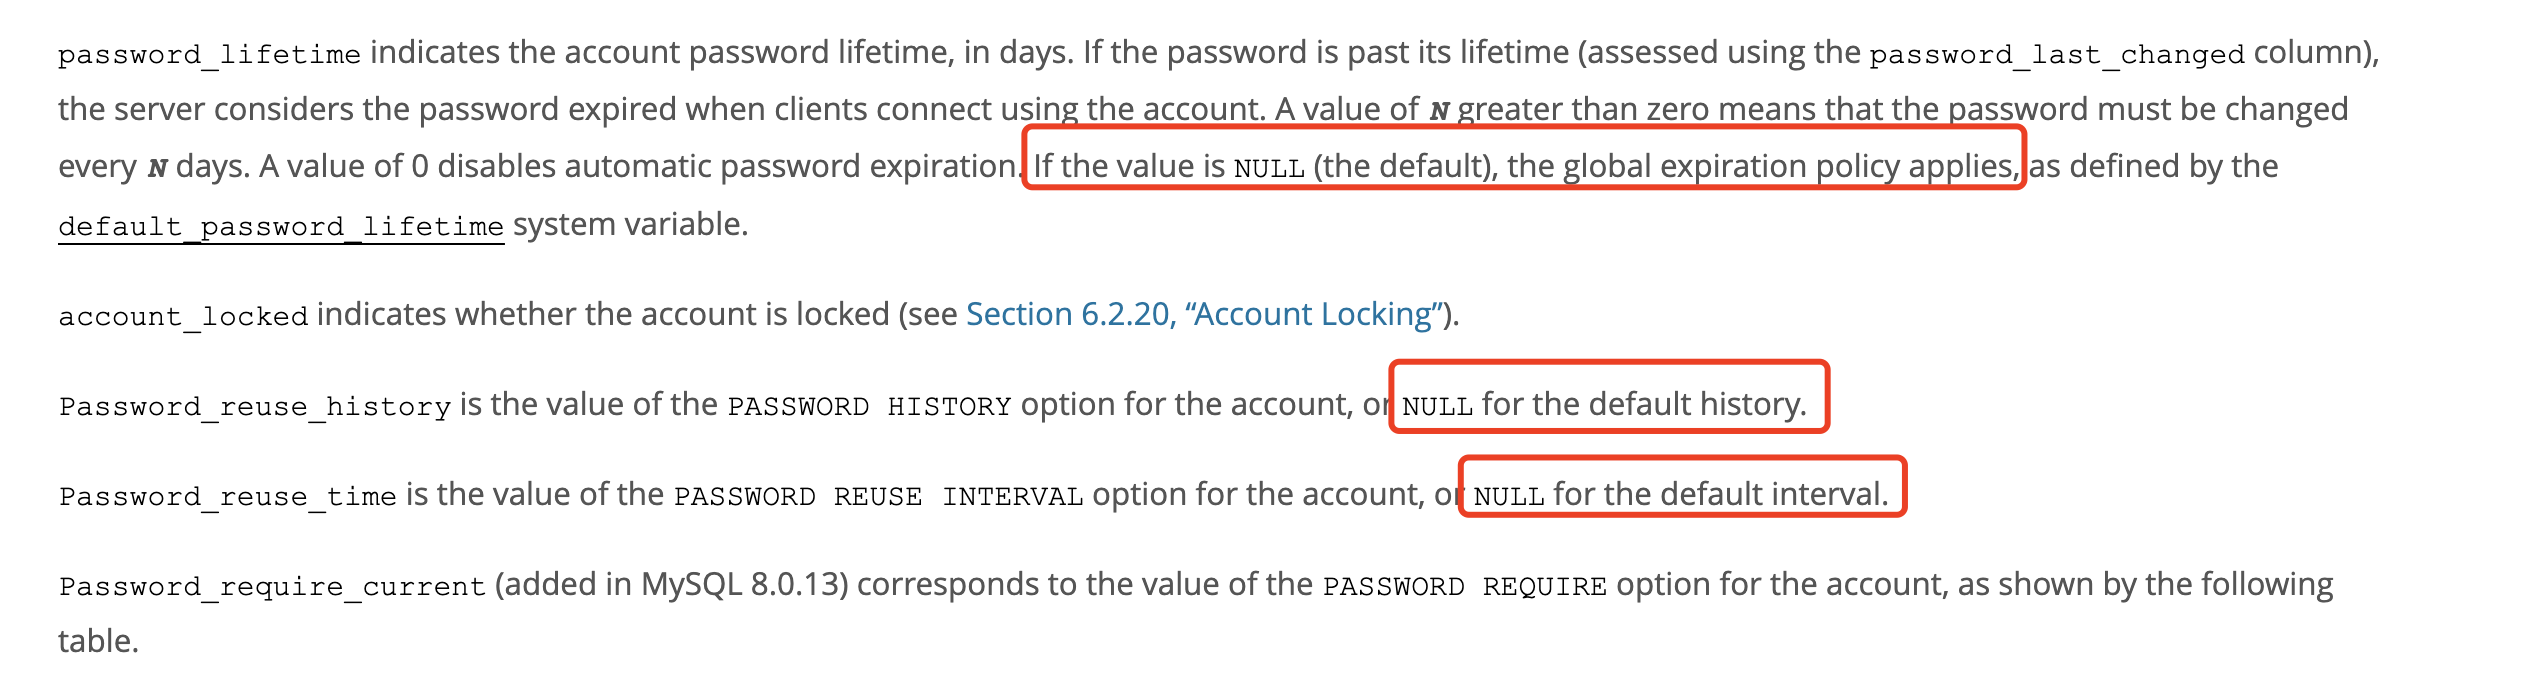 password_lifetime indicates the account password lifetime, in days. If the password is past its lifetime (assessed using the password_last_changed column),
the server considers the password expired when clients connect using the account. A value of N greater than zero means that the password must be changed
every N days. A value of 0 disables automatic password expiration. If the value is NULL (the default), the global expiration policy applies, as defined by the
default_password_lifetime system variable.
account_locked indicates whether the account is locked (see Section 6.2.20, “Account Locking”).
Password_reuse_history is the value of the PASSWORD HISTORY option for the account, or NULL for the default history.
Password_reuse_time is the value of the PASSWORD REUSE INTERVAL option for the account, or NULL for the default interval.
Password_require_current (added in MySQL 8.0.13) corresponds to the value of the PASSWORD REQUIRE option for the account, as shown by the following
table.